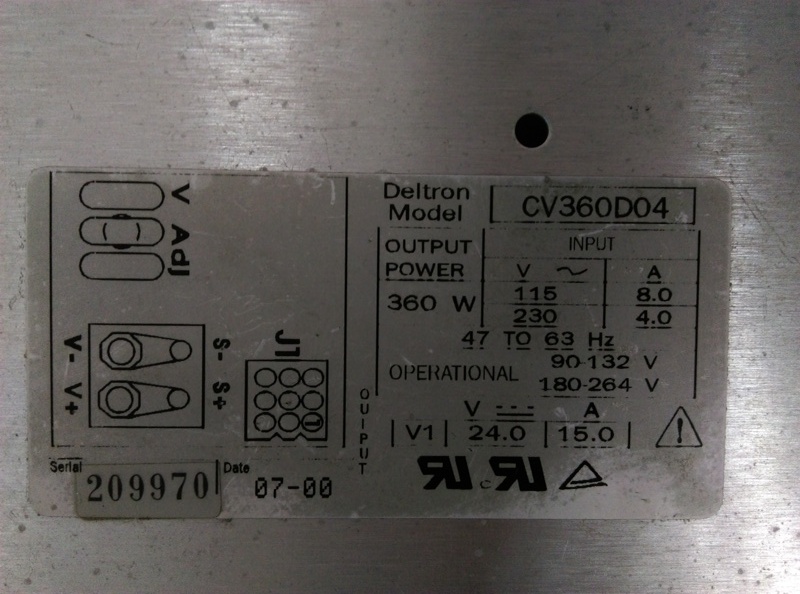 V Adj
V- S-
V+ S+
J1
1
Deltron
Model
CV360D04
OUTPUT
POWER
360 W
INPUT
V ~ A
115 8.0
230 4.0
47 TO 63 Hz
OPERATIONAL 90-132 V
180-264 V
OUTPUT
V A
V1 24.0 15.0
Serial 209970
Date 07-00